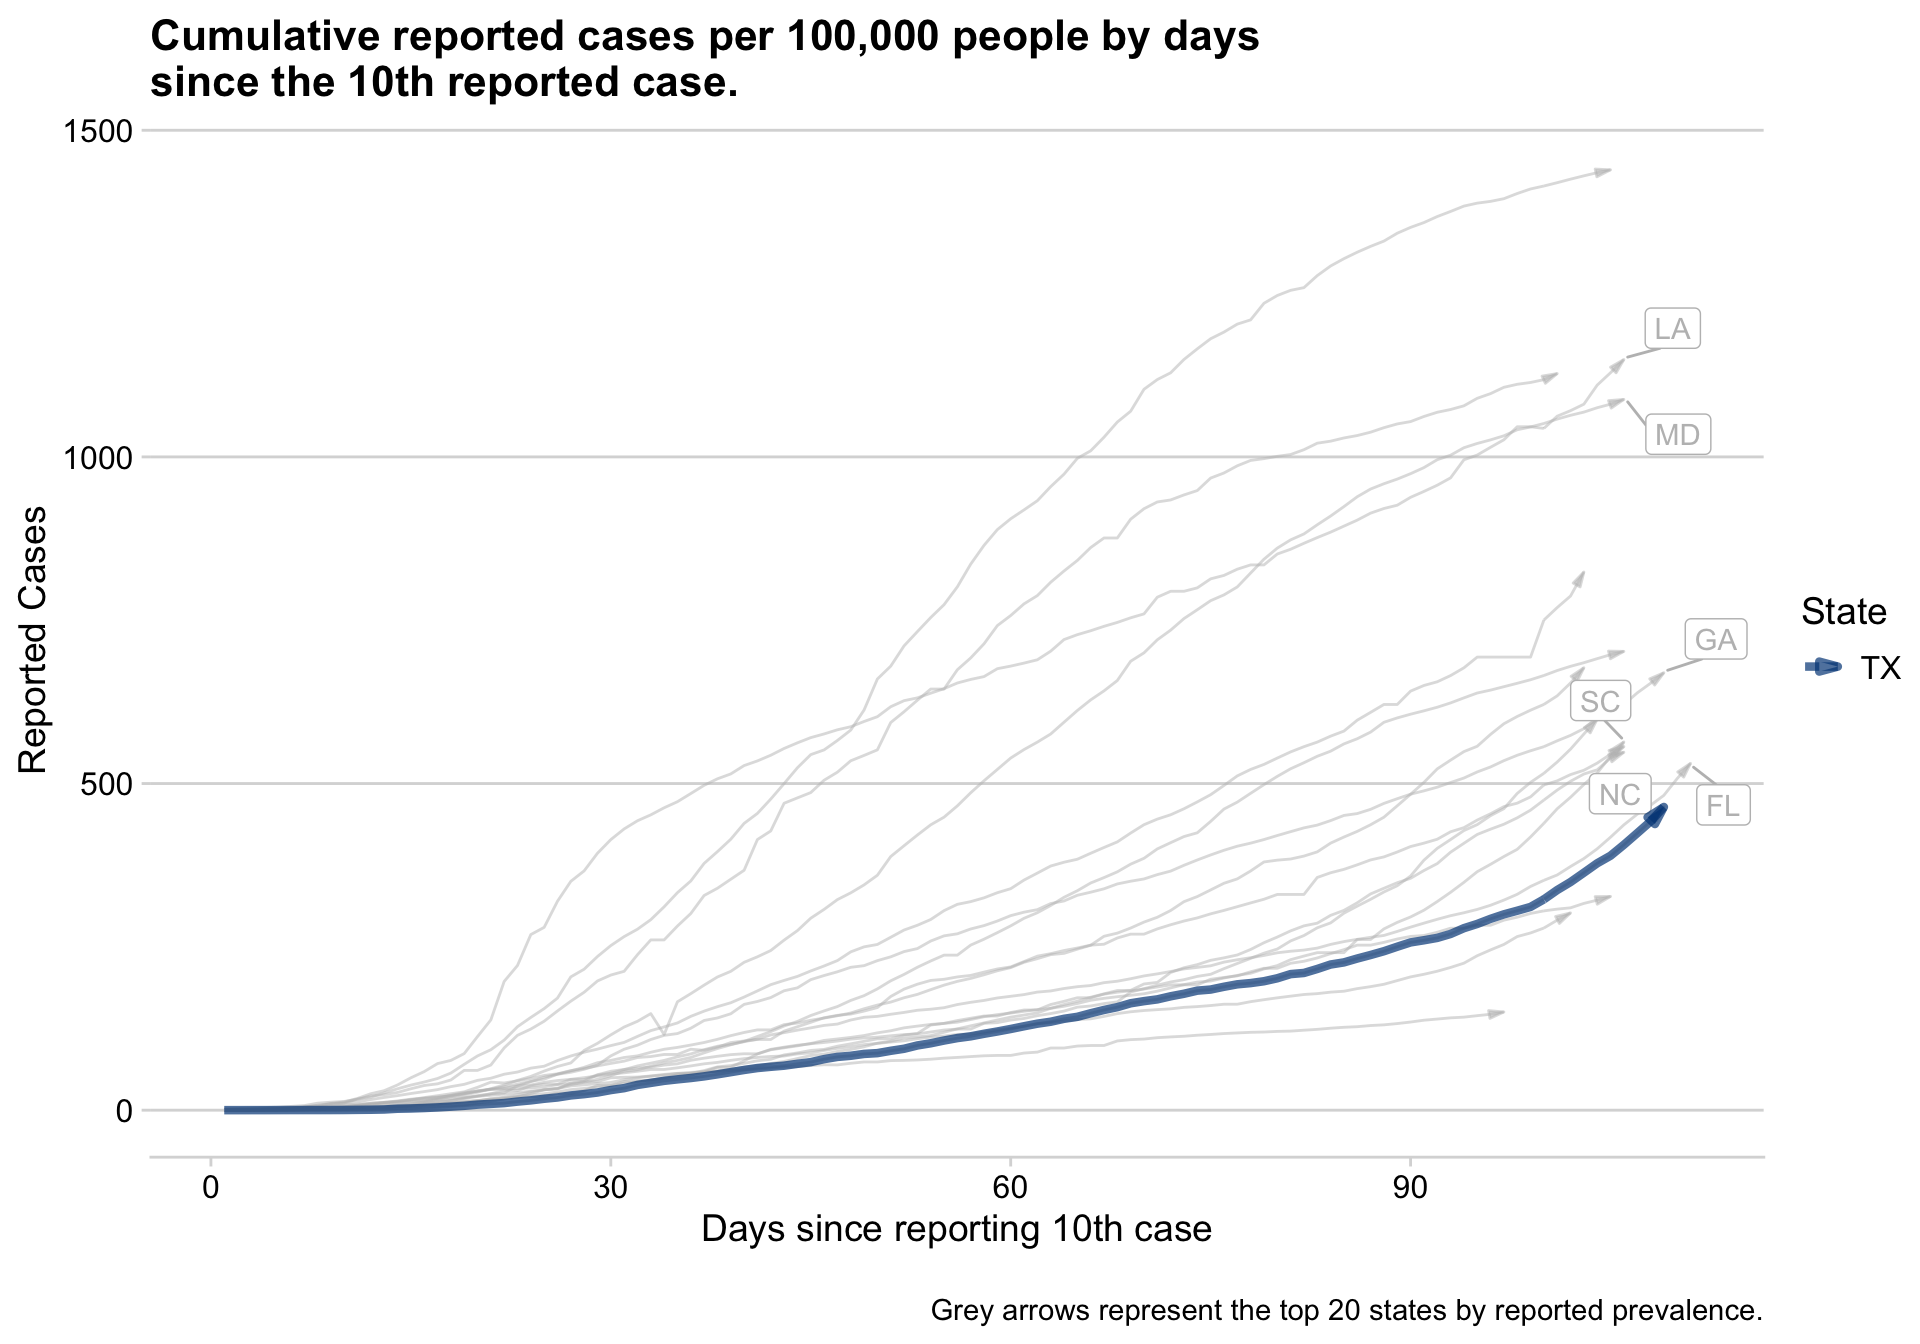 Cumulative reported cases per 100,000 people by days
since the 10th reported case.
1500
1000
500
0
Reported Cases
LA
MD
GA
SC
NC
FL
State
TX
0 30 60 90
Days since reporting 10th case
Grey arrows represent the top 20 states by reported prevalence.